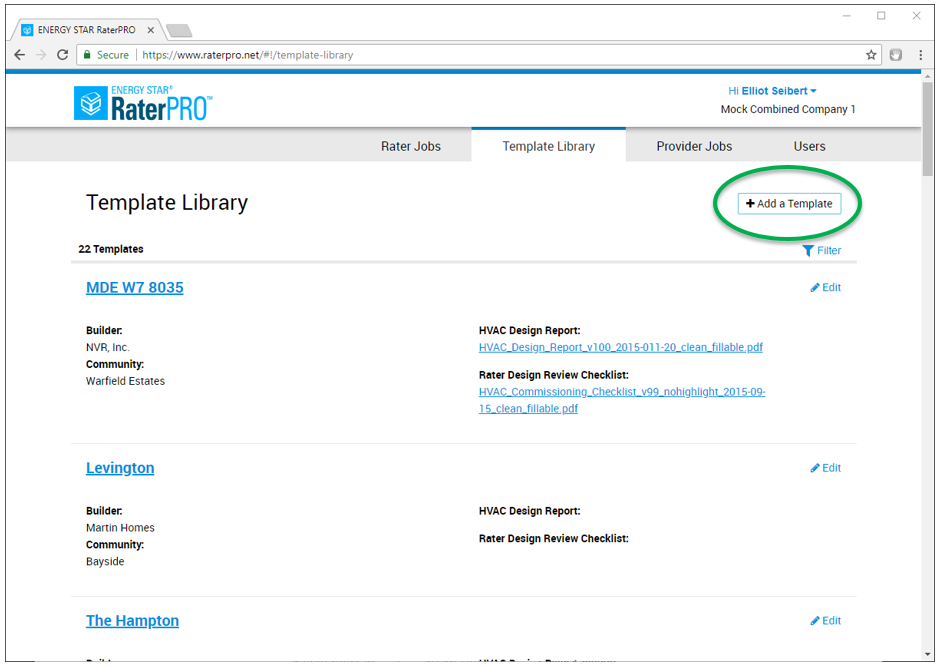 ENERGY STAR RaterPRO
Secure | https://www.raterpro.net/#!/template-library
ENERGY STAR®
RaterPRO™
Hi Elliot Seibert
Mock Combined Company 1
Rater Jobs Template Library Provider Jobs Users
Template Library
Add a Template
22 Templates
Filter
MDE W7 8035
Edit
Builder:
NVR, Inc.
Community:
Warfield Estates
HVAC Design Report:
HVAC_Design_Report_v100_2015-011-20_clean_fillable.pdf
Rater Design Review Checklist:
HVAC_Commissioning_Checklist_v99_nohighlight_2015-09-
15_clean_fillable.pdf
Levington
Edit
Builder:
Martin Homes
Community:
Bayside
HVAC Design Report:
Rater Design Review Checklist:
The Hampton
Edit